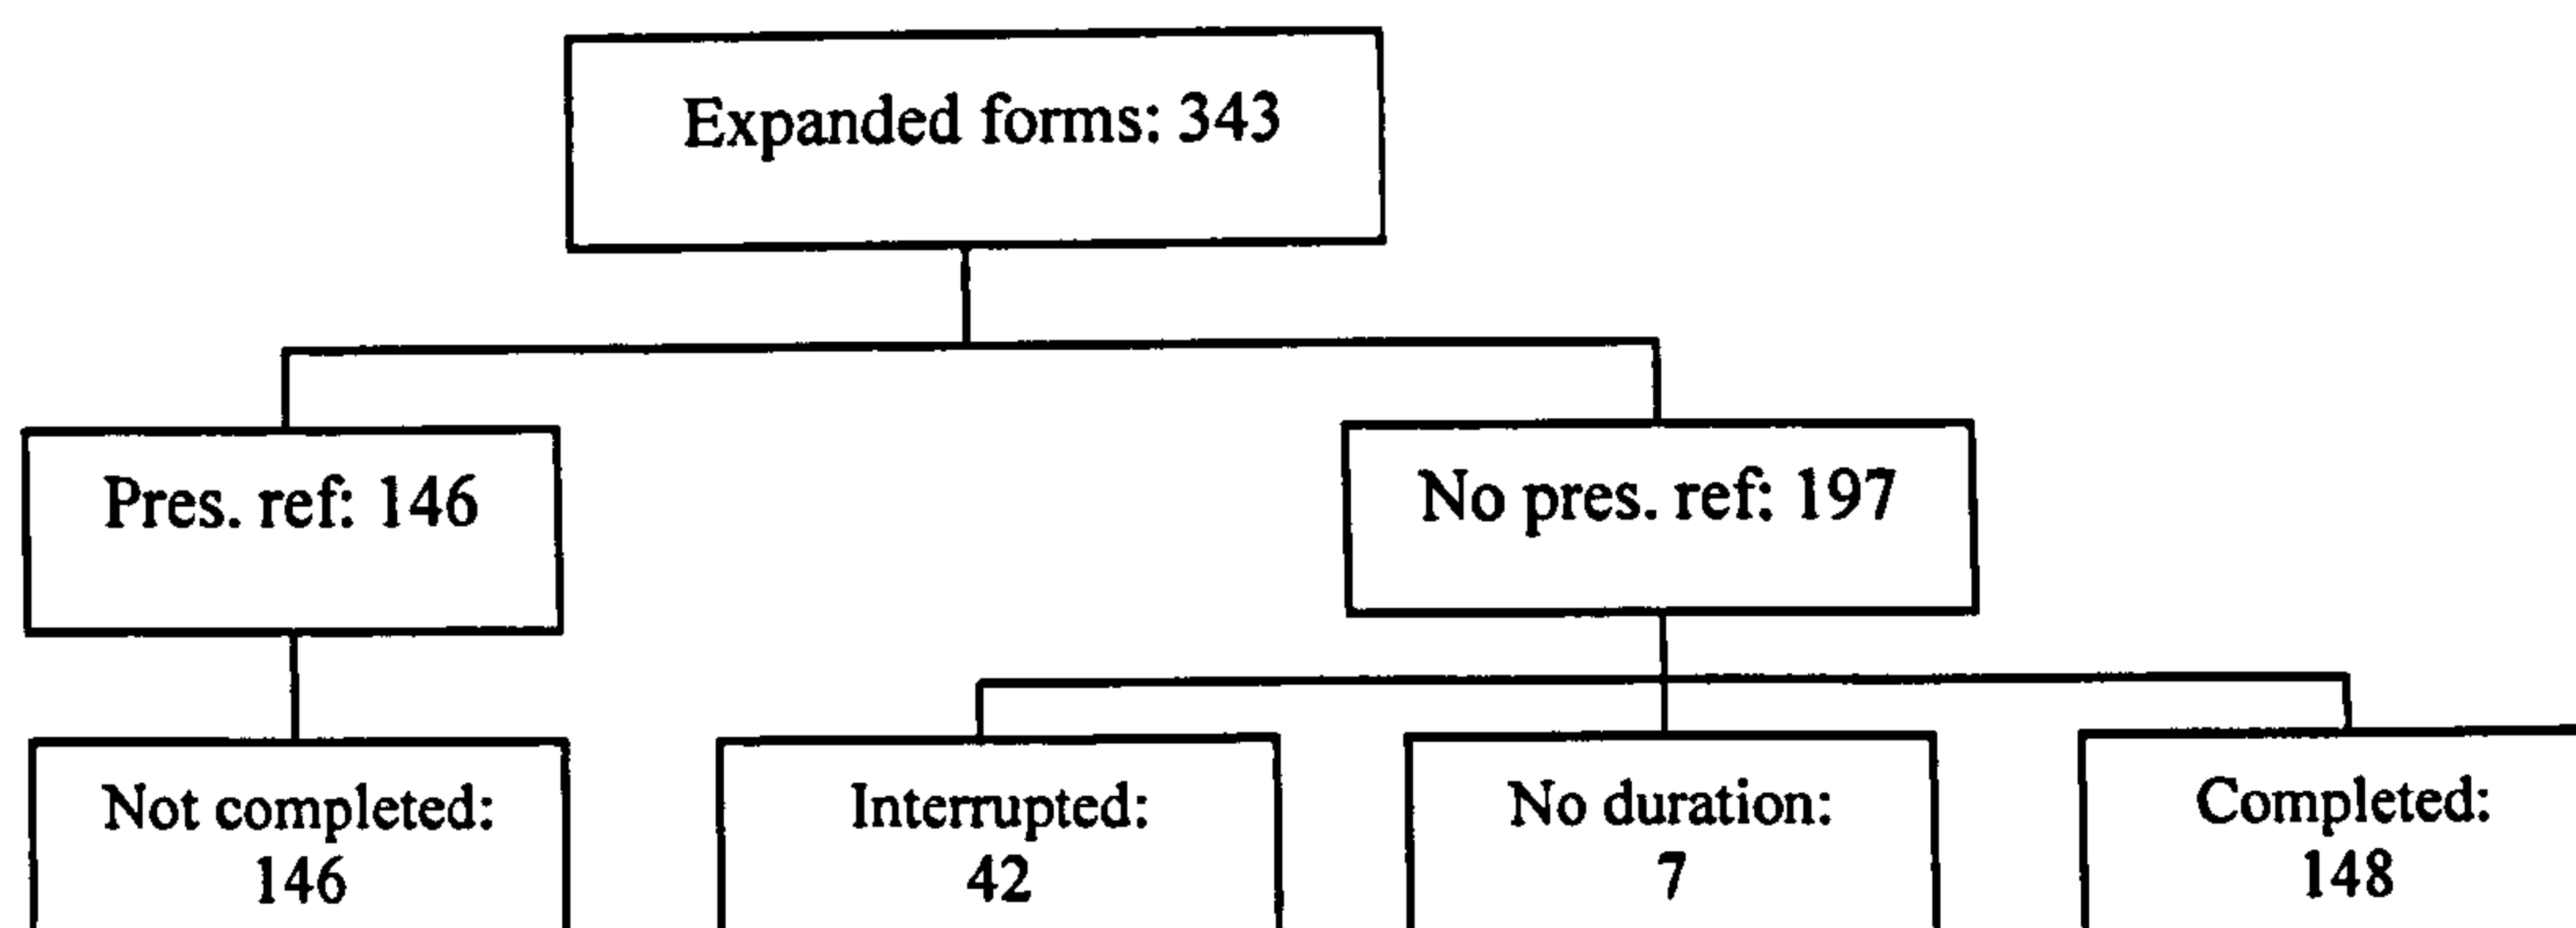 Expanded forms: 343
Pres. ref: 146
No pres. ref: 197
Not completed:
146
Interrupted:
42
No duration:
7
Completed:
148